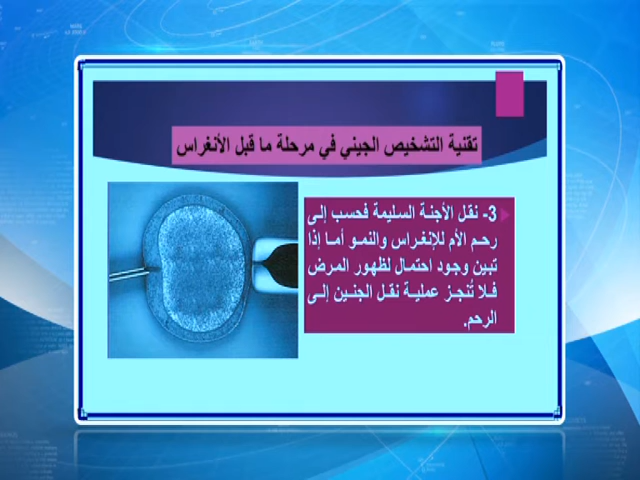 تقنية التشخيص الجيني في مرحلة ما قبل الأنغراس
3- نقل الأجنة السليمة فحسب إلى
رحم الأم للإنغراس والنمو أما إذا
تبين وجود احتمال لظهور المرض
فلا تُنجز عملية نقل الجنين إلى
الرحم.